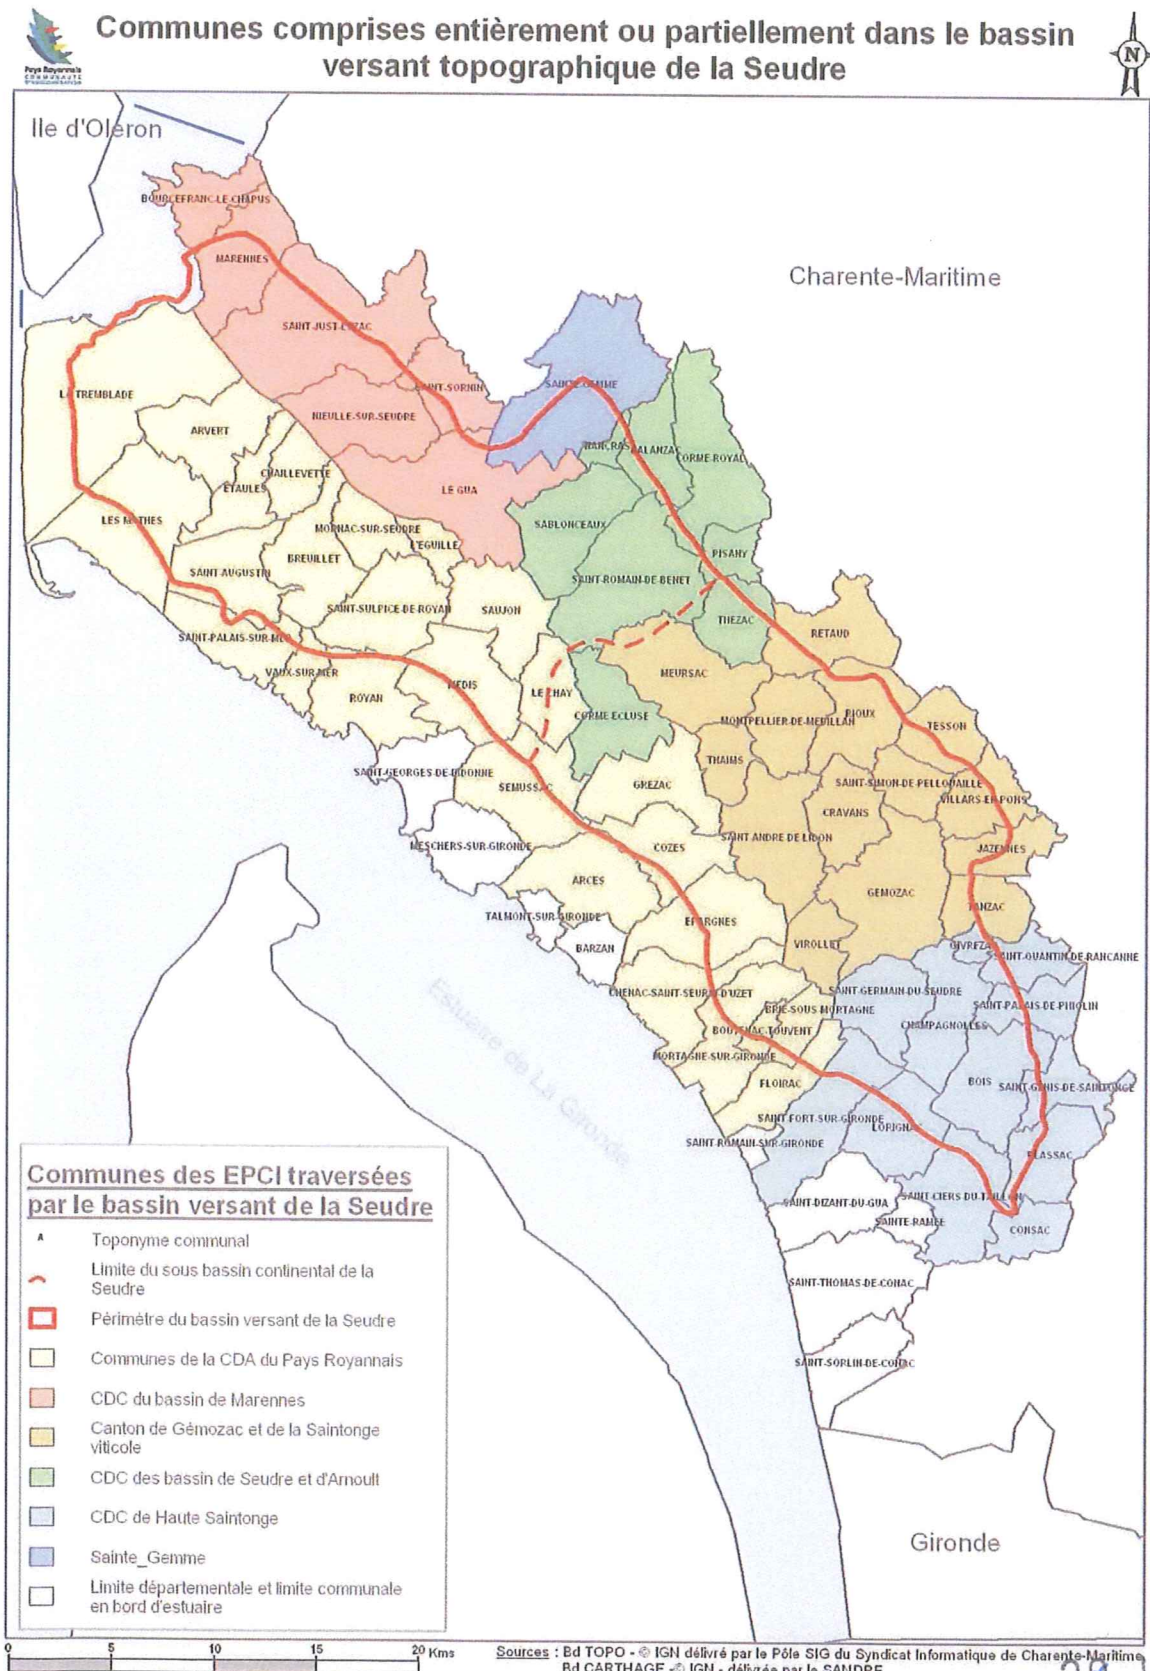 Communes comprises entièrement ou partiellement dans le bassin
versant topographique de la Seudre
Pays Royannais
N
Ile d'Oléron
Charente-Maritime
BOURCEFRANC-LE CHAPUS
MARENNES
SAINT-JUST-LUZAC
SAINT-SORNIN
SAINTE-GEMME
LA TREMBLADE
NIEULLE-SUR-SEUDRE
ARVERT
NANCRAS
BALANZAC
CORME-ROYAL
CHAILLEVETTE
ETAULES
LE GUA
LES MATHES
MORNAC-SUR-SEUDRE
SABLONCEAUX
L'EGUILLE
BREUILLET
PISANY
SAINT-AUGUSTIN
SAINT-ROMAIN-DE-BENET
SAINT-SULPICE-DE-ROYAN
SAUJON
THEZAC
RETAUD
SAINT-PALAIS-SUR-MER
VAUX-SUR-MER
MEURSAC
ROYAN
MEDIS
LE CHAY
CORME ECLUSE
MONTPELLIER-DE-MEDILLAN
RIOUX
TESSON
THAIMS
SAINT-GEORGES-DE-DIDONNE
SEMUSSAC
GREZAC
SAINT-SIMON-DE-PELLOUAILLE
VILLARS-EN-PONS
CRAVANS
MESCHERS-SUR-GIRONDE
COZES
SAINT ANDRE DE LIDON
JAZENNES
ARCES
GEMOZAC
TANZAC
TALMONT-SUR-GIRONDE
EPARGNES
BARZAN
VIROLLET
GIVREZAC
SAINT-QUANTIN-DE-RANCANNE
CHENAC-SAINT-SEURIN-D'UZET
SAINT-GERMAIN-DU-SEUDRE
BRIE-SOUS-MORTAGNE
SAINT-PALAIS-DE-PHIOLIN
CHAMPAGNOLLES
BOUTENAC-TOUVENT
MORTAGNE-SUR-GIRONDE
FLOIRAC
BOIS
SAINT-GENIS-DE-SAINTONGE
SAINT FORT-SUR-GIRONDE
LORIGNAC
SAINT-ROMAIN-SUR-GIRONDE
PLASSAC
SAINT-DIZANT-DU-GUA
SAINT-CIERS DU TAILLON
SAINTE-RAMEE
CONSAC
SAINT-THOMAS-DE-CONAC
SAINT-SORLIN-DE-CONAC
Estuaire de La Gironde
Gironde
Communes des EPCI traversées
par le bassin versant de la Seudre
A Toponyme communal
Limite du sous bassin continental de la
Seudre
Périmètre du bassin versant de la Seudre
Communes de la CDA du Pays Royannais
CDC du bassin de Marennes
Canton de Gémozac et de la Saintonge
viticole
CDC des bassin de Seudre et d'Arnoult
CDC de Haute Saintonge
Sainte_Gemme
Limite départementale et limite communale
en bord d'estuaire
0 5 10 15 20 Kms
Sources : Bd TOPO - © IGN délivré par le Pôle SIG du Syndicat Informatique de Charente-Maritime
Bd CARTHAGE - © IGN - délivrée par le SANDRE